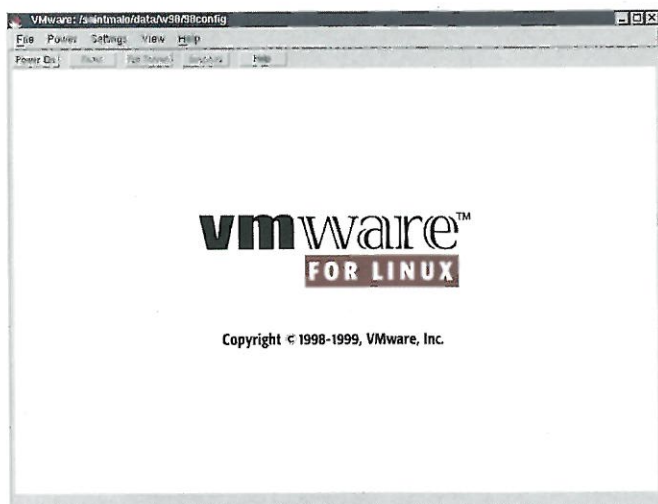 VMware: /saintmalo/data/w98/98config
File Power Settings View Help
Power On Help
vmware™
FOR LINUX
Copyright © 1998-1999, VMware, Inc.